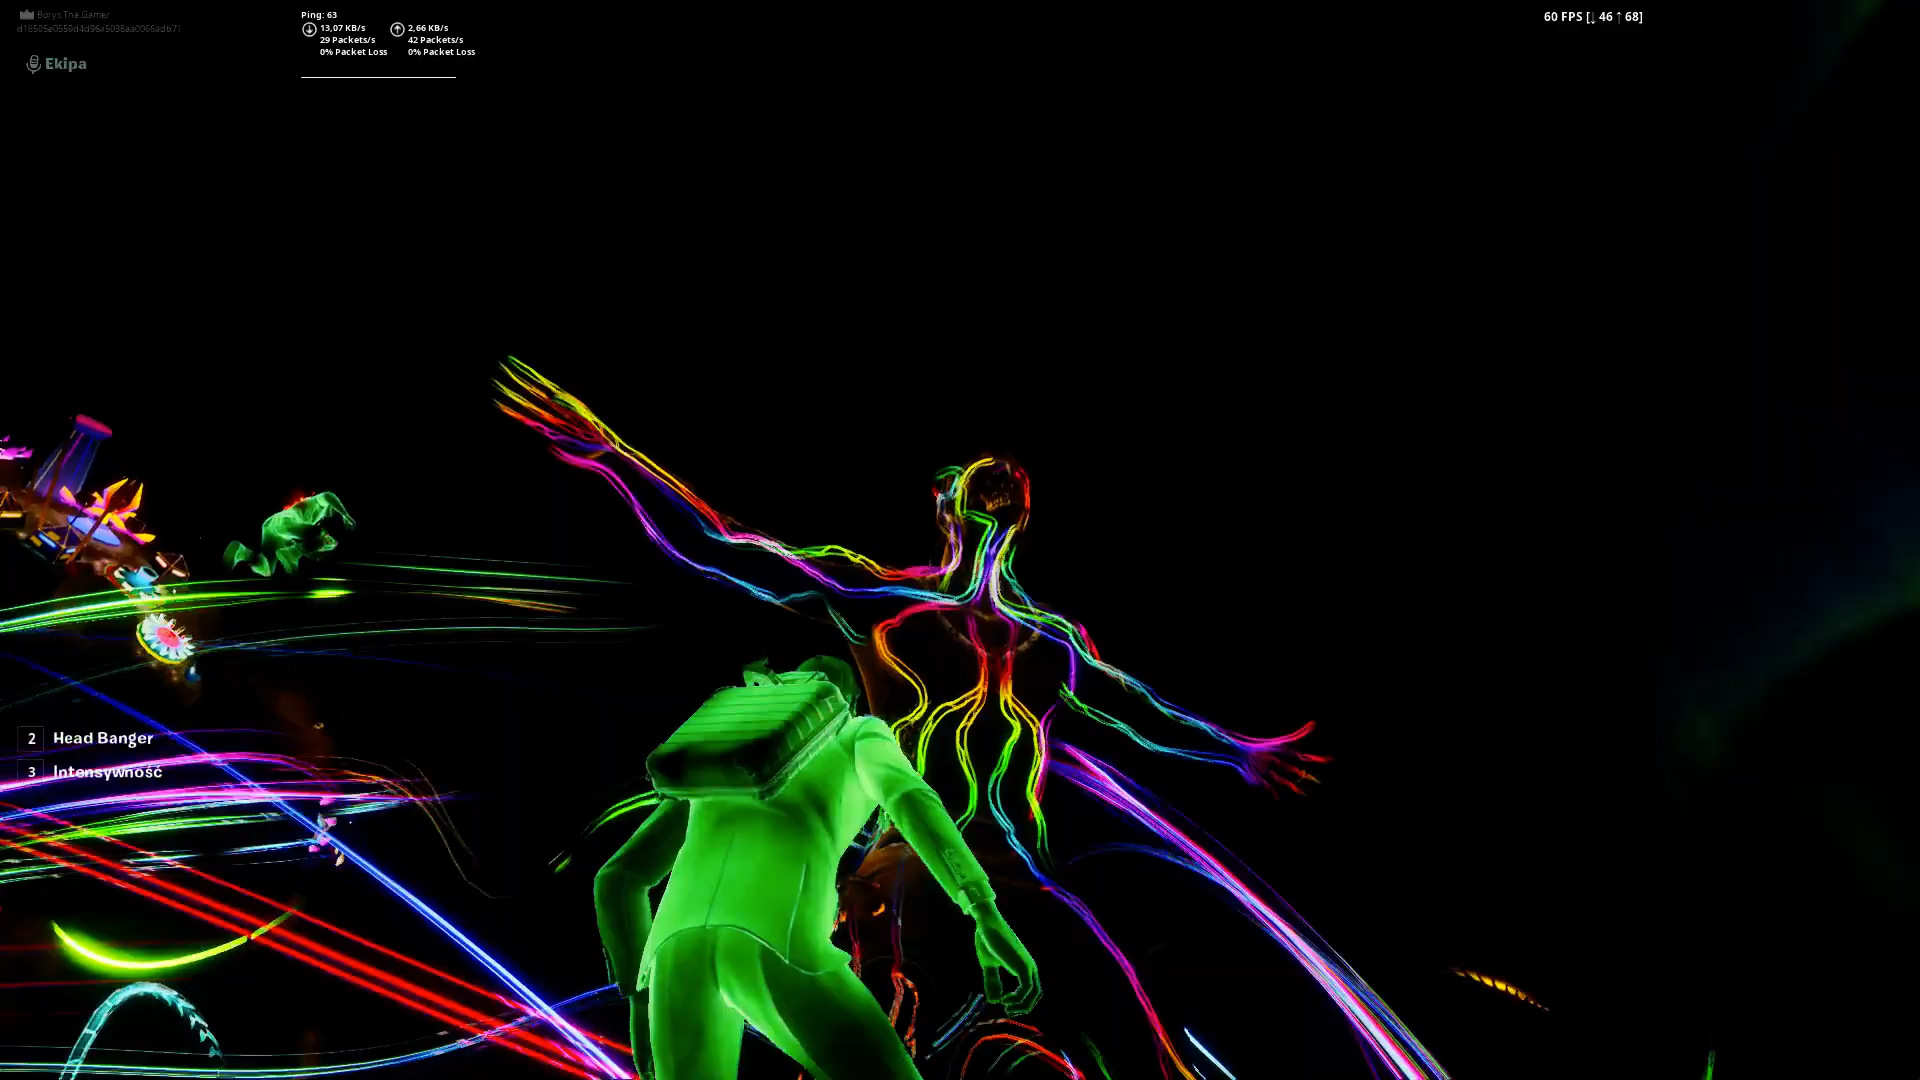 Borys The.Gamer
Ping: 63
13,07 KB/s
2,66 KB/s
29 Packets/s
42 Packets/s
0% Packet Loss
0% Packet Loss
60 FPS [↓ 46 ↑ 68]
Ekipa
2 Head Banger
3 Intensywność